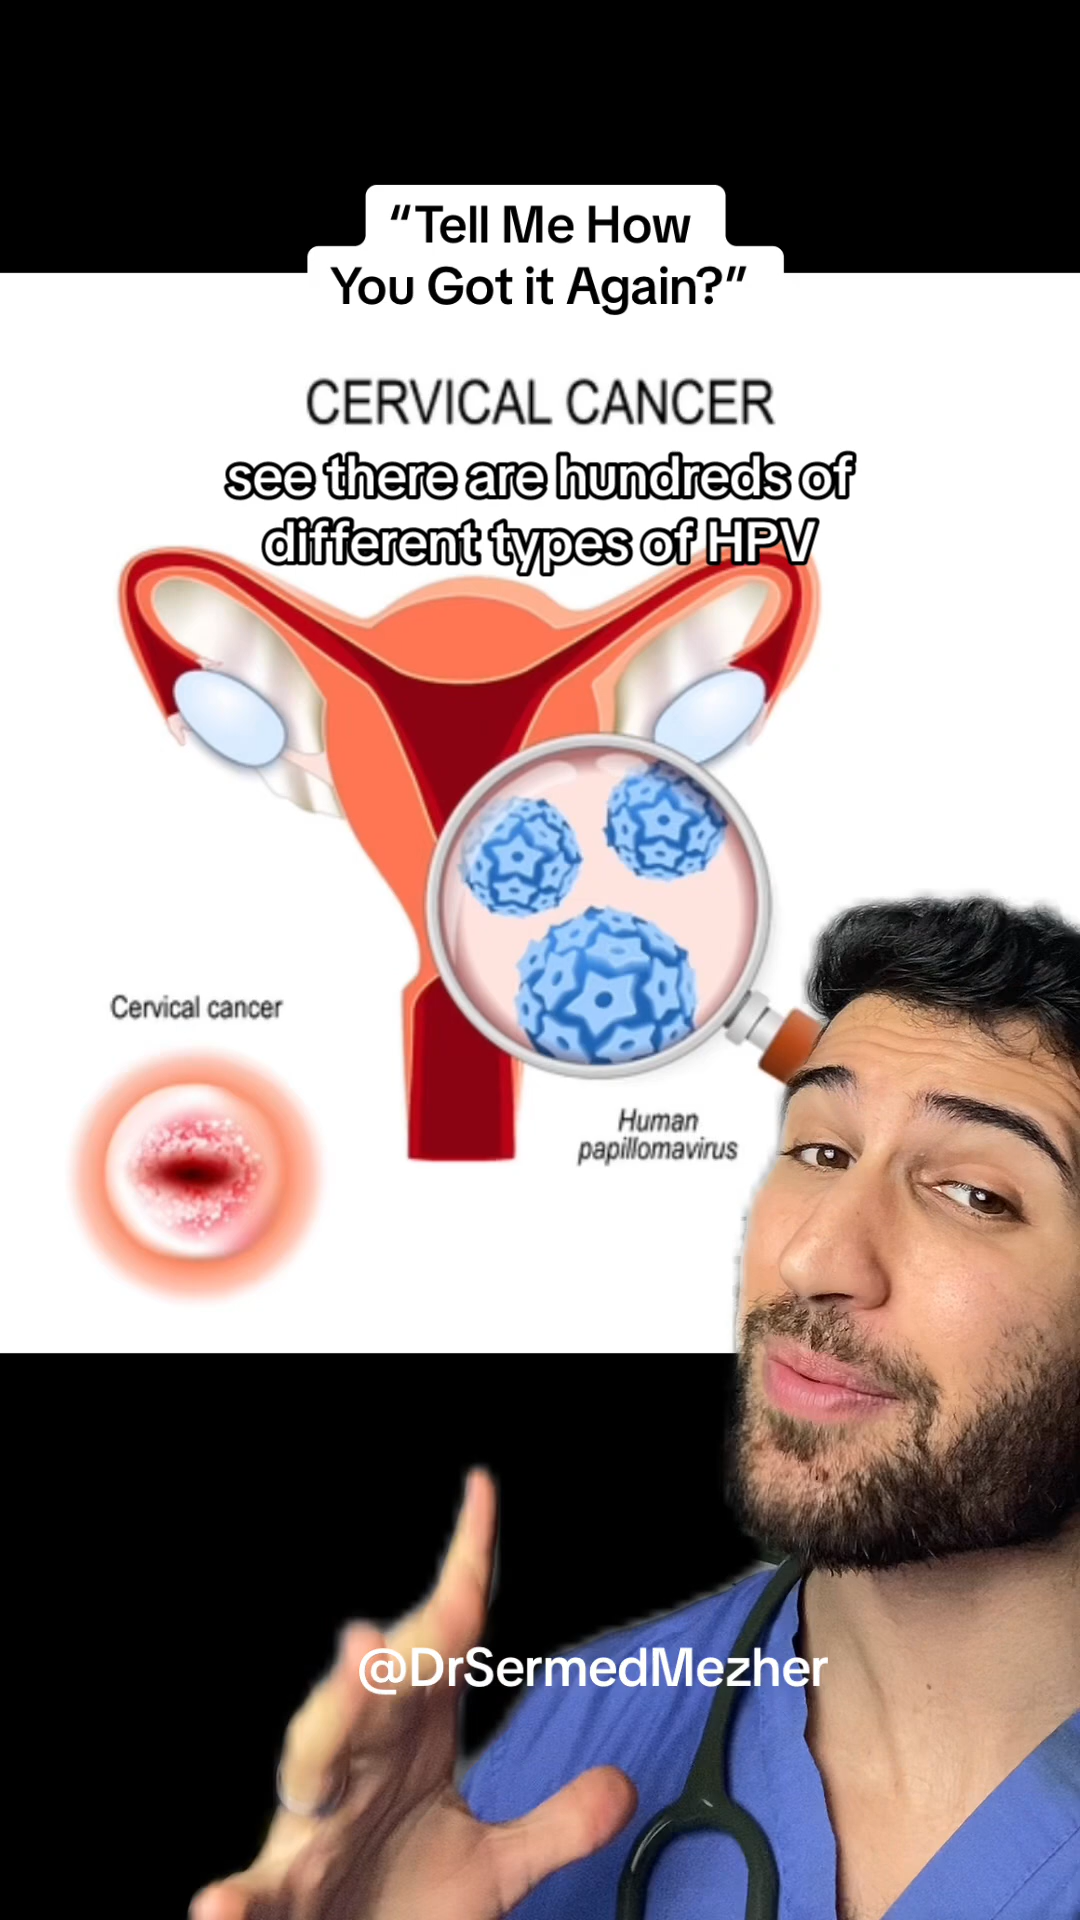 “Tell Me How
You Got it Again?”
CERVICAL CANCER
see there are hundreds of
different types of HPV
Cervical cancer
Human
papillomavirus
@DrSermedMezher